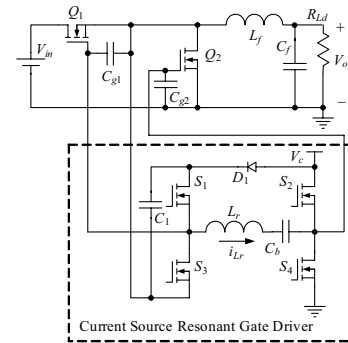 Q1
RLd
Lf
Cf
+
Vin
Q2
Vo
Cg1
Cg2
−
Vc
S1
D1
S2
C1
Lr
iLr
Cb
S3
S4
Current Source Resonant Gate Driver